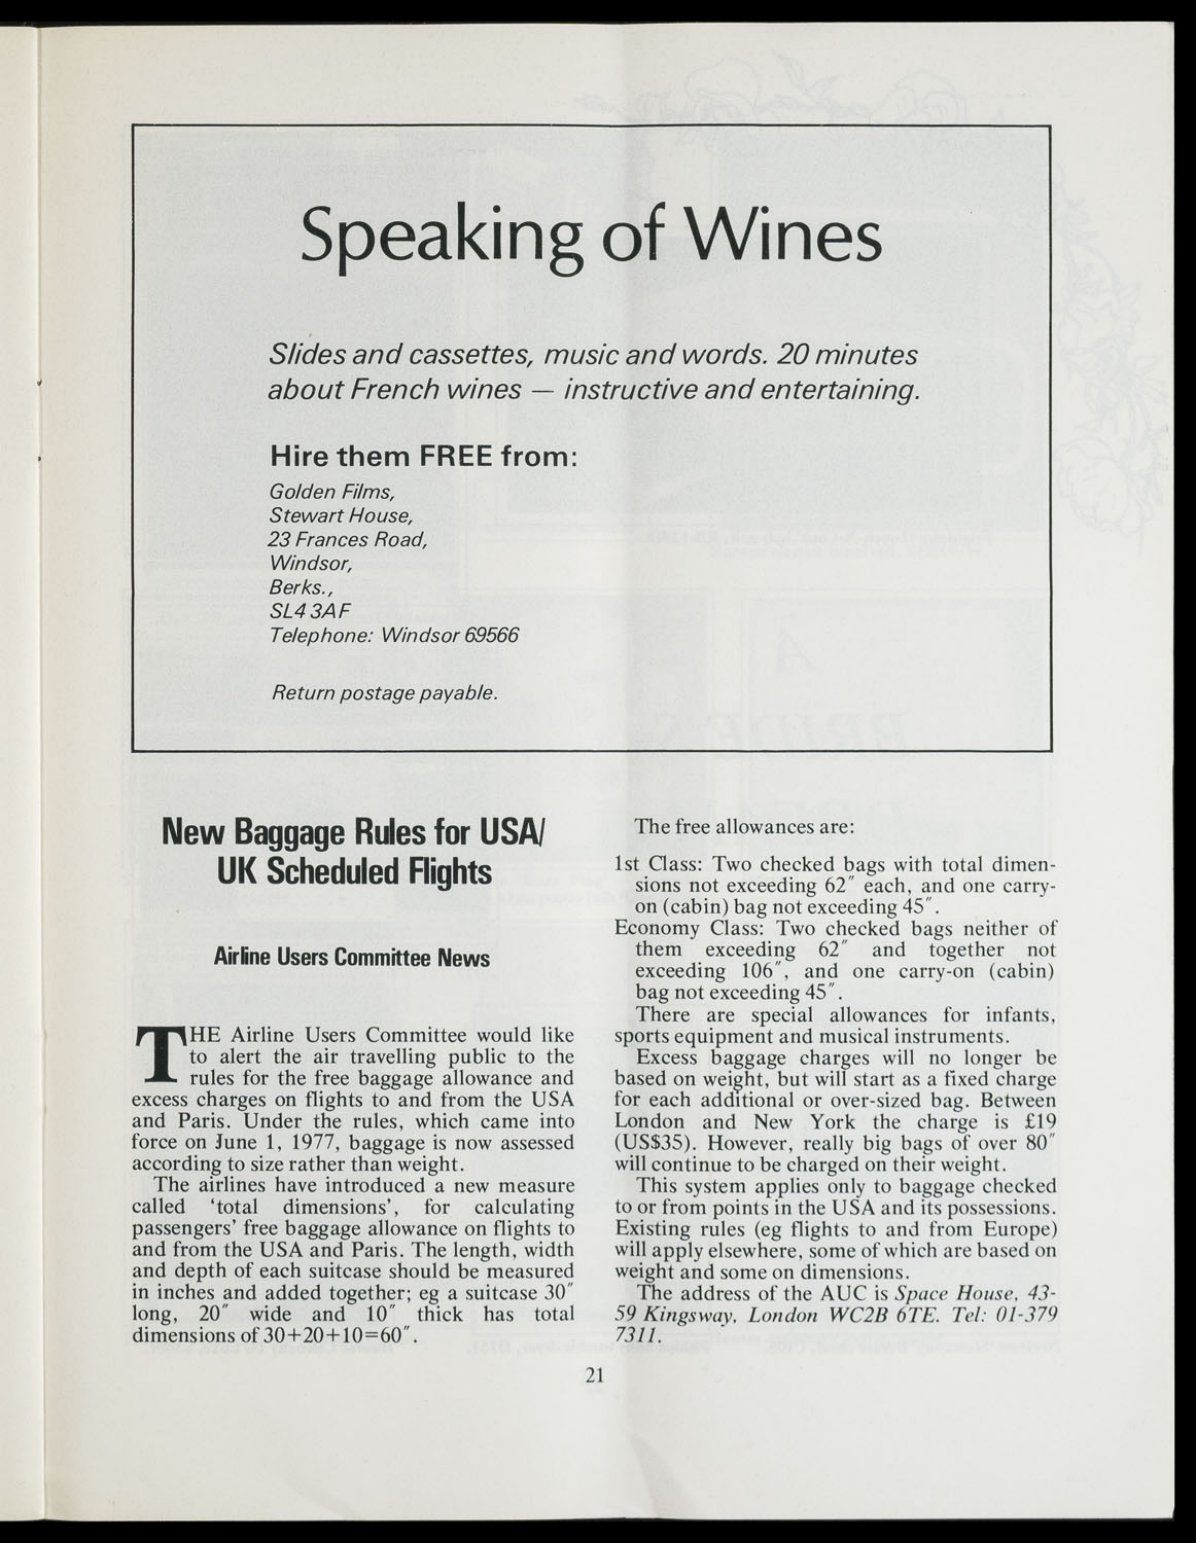 Speaking of Wines
Slides and cassettes, music and words. 20 minutes
about French wines — instructive and entertaining.
Hire them FREE from:
Golden Films,
Stewart House,
23 Frances Road,
Windsor,
Berks.,
SL4 3AF
Telephone: Windsor 69566
Return postage payable.
New Baggage Rules for USA/
UK Scheduled Flights
Airline Users Committee News
THE Airline Users Committee would like
to alert the air travelling public to the
rules for the free baggage allowance and
excess charges on flights to and from the USA
and Paris. Under the rules, which came into
force on June 1, 1977, baggage is now assessed
according to size rather than weight.
The airlines have introduced a new measure
called 'total dimensions', for calculating
passengers' free baggage allowance on flights to
and from the USA and Paris. The length, width
and depth of each suitcase should be measured
in inches and added together; eg a suitcase 30″
long, 20″ wide and 10″ thick has total
dimensions of 30+20+10=60″.
The free allowances are:
1st Class: Two checked bags with total dimen-
sions not exceeding 62″ each, and one carry-
on (cabin) bag not exceeding 45″.
Economy Class: Two checked bags neither of
them exceeding 62″ and together not
exceeding 106″, and one carry-on (cabin)
bag not exceeding 45″.
There are special allowances for infants,
sports equipment and musical instruments.
Excess baggage charges will no longer be
based on weight, but will start as a fixed charge
for each additional or over-sized bag. Between
London and New York the charge is £19
(US$35). However, really big bags of over 80″
will continue to be charged on their weight.
This system applies only to baggage checked
to or from points in the USA and its possessions.
Existing rules (eg flights to and from Europe)
will apply elsewhere, some of which are based on
weight and some on dimensions.
The address of the AUC is Space House, 43-
59 Kingsway, London WC2B 6TE. Tel: 01-379
7311.
21